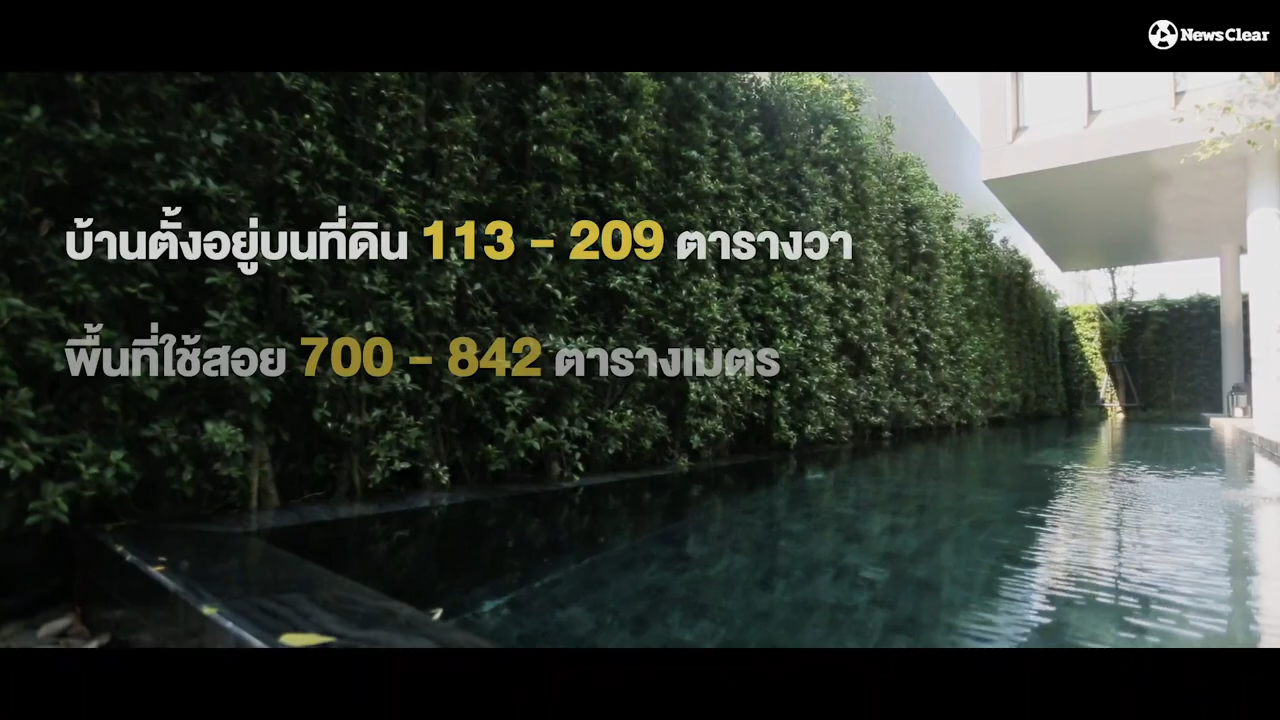 News Clear
บ้านตั้งอยู่บนที่ดิน 113 - 209 ตารางวา
พื้นที่ใช้สอย 700 - 842 ตารางเมตร